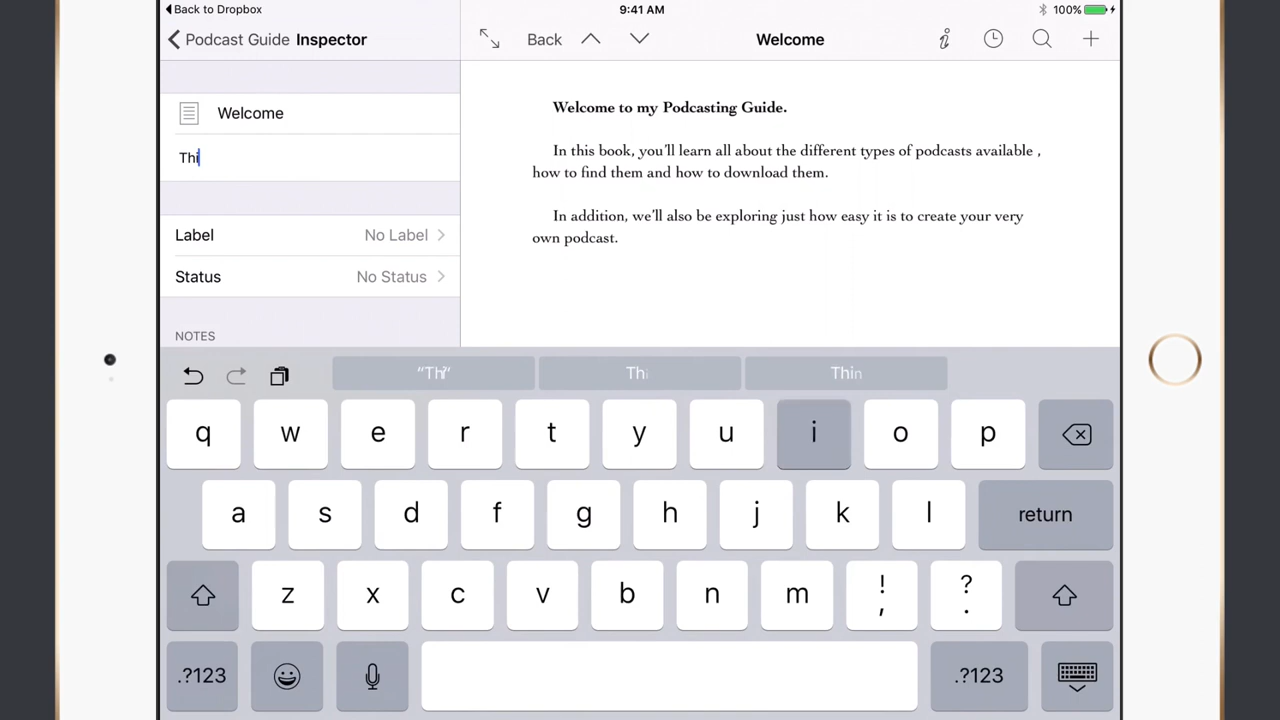 Back to Dropbox
9:41 AM
100%
Podcast Guide Inspector
Back
Welcome
Welcome
Thi
Label No Label
Status No Status
NOTES
Welcome to my Podcasting Guide.
In this book, you'll learn all about the different types of podcasts available ,
how to find them and how to download them.
In addition, we'll also be exploring just how easy it is to create your very
own podcast.
Thi
Thin
q w e r t y u i o p
a s d f g h j k l return
z x c v b n m ! , ? .
.?123 .?123